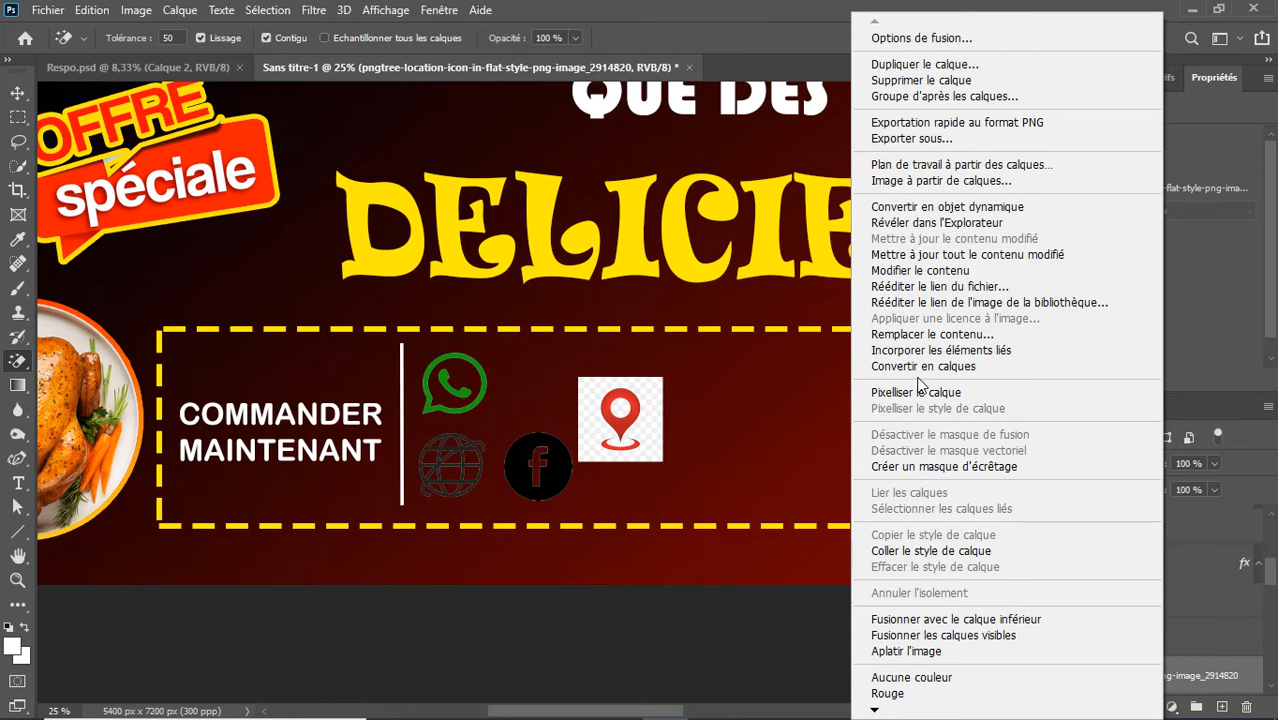 Ps Fichier Edition Image Calque Texte Sélection Filtre 3D Affichage Fenêtre Aide
Tolérance : 50 Lissage Contigu Echantillonner tous les calques Opacité : 100 %
Respo.psd @ 8,33% (Calque 2, RVB/8) × Sans titre-1 @ 25% (pngtree-location-icon-in-flat-style-png-image_2914820, RVB/8) * ×
ifs Propriétés
QUE DES
OFFRE
spéciale
DELICIE
COMMANDER
MAINTENANT
f
Options de fusion...
Dupliquer le calque...
Supprimer le calque
Groupe d'après les calques...
Exportation rapide au format PNG
Exporter sous...
Plan de travail à partir des calques...
Image à partir de calques...
Convertir en objet dynamique
Révéler dans l'Explorateur
Mettre à jour le contenu modifié
Mettre à jour tout le contenu modifié
Modifier le contenu
Rééditer le lien du fichier...
Rééditer le lien de l'image de la bibliothèque...
Appliquer une licence à l'image...
Remplacer le contenu...
Incorporer les éléments liés
Convertir en calques
Pixelliser le calque
Pixelliser le style de calque
Désactiver le masque de fusion
Désactiver le masque vectoriel
Créer un masque d'écrêtage
Lier les calques
Sélectionner les calques liés
Copier le style de calque
Coller le style de calque
Effacer le style de calque
Annuler l'isolement
Fusionner avec le calque inférieur
Fusionner les calques visibles
Aplatir l'image
Aucune couleur
Rouge
-flat-style-png-ima...
100 %
100 %
fx
ng-image_2914820
25 % 5400 px x 7200 px (300 ppp)